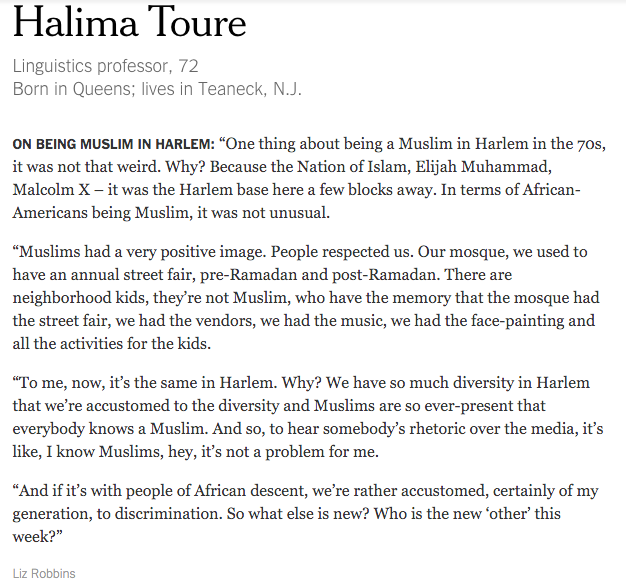 Halima Toure
Linguistics professor, 72
Born in Queens; lives in Teaneck, N.J.
ON BEING MUSLIM IN HARLEM: “One thing about being a Muslim in Harlem in the 70s,
it was not that weird. Why? Because the Nation of Islam, Elijah Muhammad,
Malcolm X – it was the Harlem base here a few blocks away. In terms of African-
Americans being Muslim, it was not unusual.
“Muslims had a very positive image. People respected us. Our mosque, we used to
have an annual street fair, pre-Ramadan and post-Ramadan. There are
neighborhood kids, they’re not Muslim, who have the memory that the mosque had
the street fair, we had the vendors, we had the music, we had the face-painting and
all the activities for the kids.
“To me, now, it’s the same in Harlem. Why? We have so much diversity in Harlem
that we’re accustomed to the diversity and Muslims are so ever-present that
everybody knows a Muslim. And so, to hear somebody’s rhetoric over the media, it’s
like, I know Muslims, hey, it’s not a problem for me.
“And if it’s with people of African descent, we’re rather accustomed, certainly of my
generation, to discrimination. So what else is new? Who is the new ‘other’ this
week?”
Liz Robbins